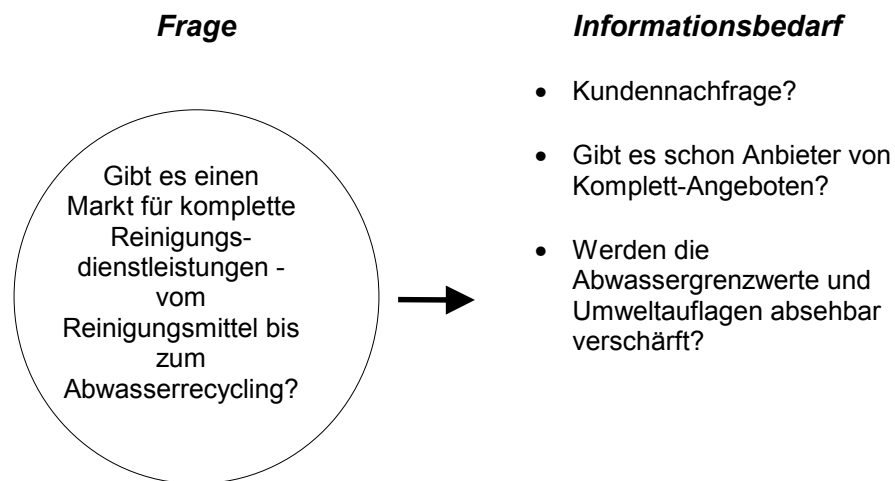 Frage
Informationsbedarf
Gibt es einen
Markt für komplette
Reinigungs-
dienstleistungen -
vom
Reinigungsmittel bis
zum
Abwasserrecycling?
• Kundennachfrage?
• Gibt es schon Anbieter von
Komplett-Angeboten?
• Werden die
Abwassergrenzwerte und
Umweltauflagen absehbar
verschärft?